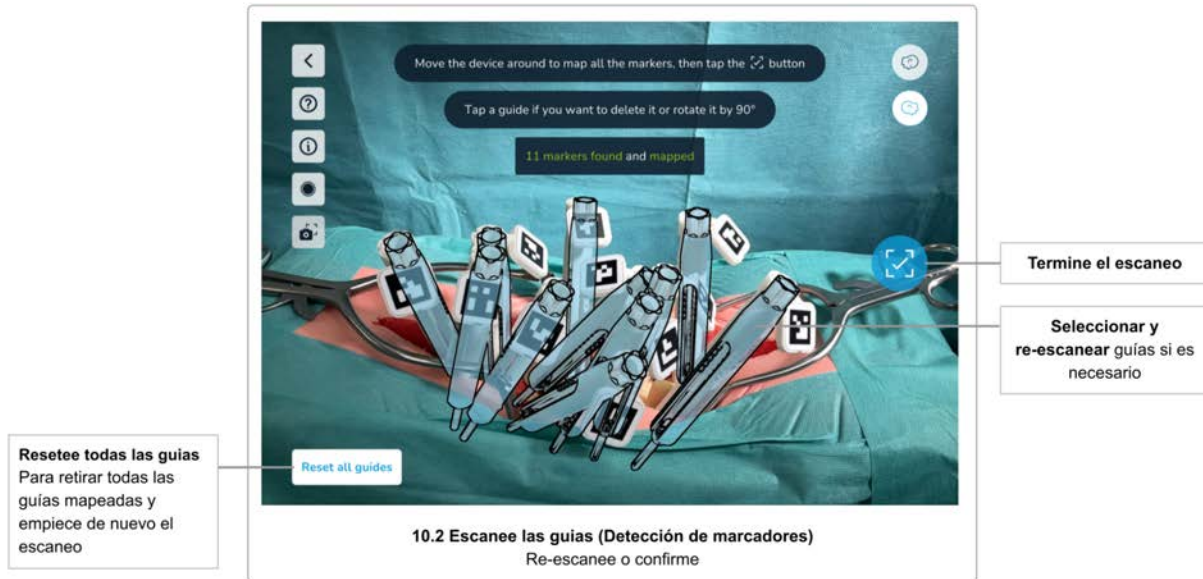 Move the device around to map all the markers, then tap the button
Tap a guide if you want to delete it or rotate it by 90°
11 markers found and mapped
Termine el escaneo
Seleccionar y
re-escanear guías si es
necesario
Resetee todas las guias
Para retirar todas las
guías mapeadas y
empiece de nuevo el
escaneo
Reset all guides
10.2 Escanee las guias (Detección de marcadores)
Re-escanee o confirme